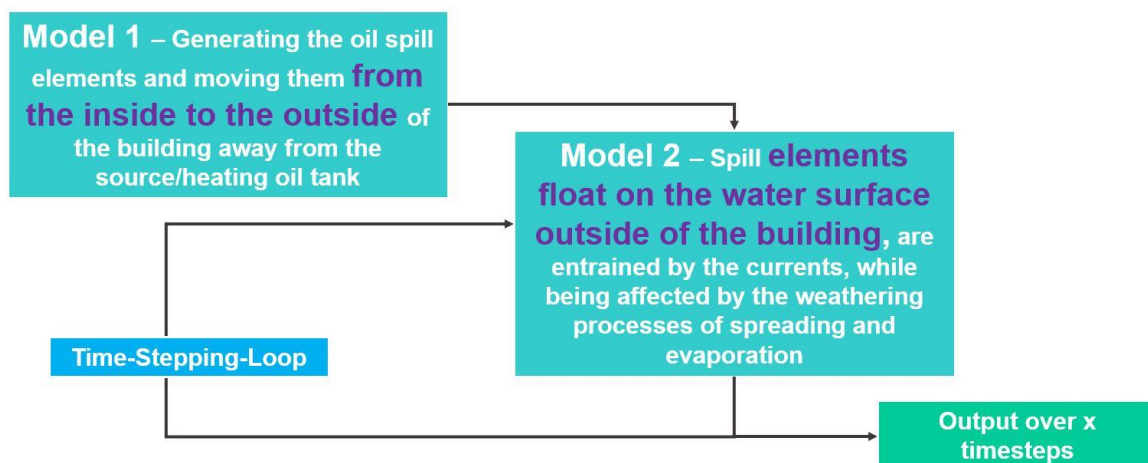 Model 1 – Generating the oil spill
elements and moving them from
the inside to the outside of
the building away from the
source/heating oil tank
Model 2 – Spill elements
float on the water surface
outside of the building, are
entrained by the currents, while
being affected by the weathering
processes of spreading and
evaporation
Time-Stepping-Loop
Output over x
timesteps